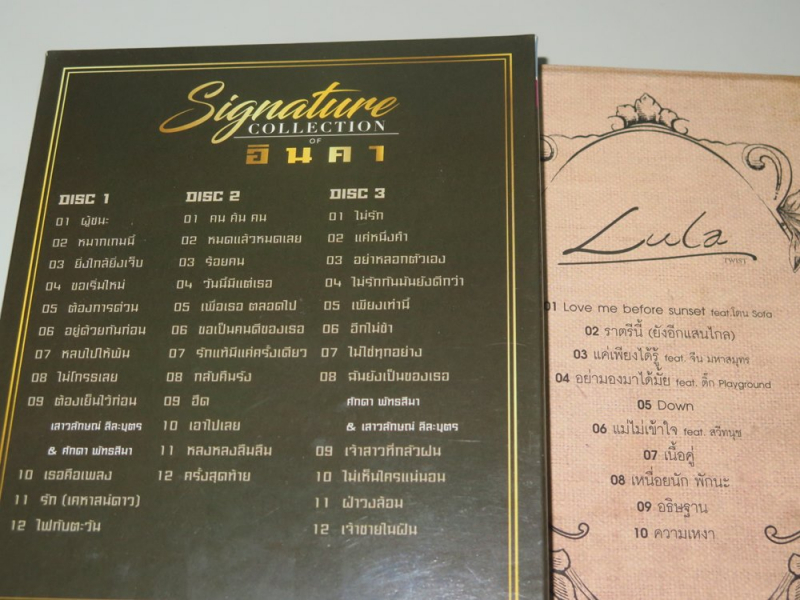 Signature
COLLECTION
OF
อินคา
DISC 1
01 ผู้ชนะ
02 หมากเกมนี้
03 ยิ่งใกล้ยิ่งเจ็บ
04 ขอเริ่มใหม่
05 ต้องการด่วน
06 อยู่ด้วยกันก่อน
07 หลบไปให้พ้น
08 ไม่โกรธเลย
09 ต้องเย็นไว้ก่อน
เสาวลักษณ์ ลีละบุตร
& ศักดา พัทธสีมา
10 เธอคือเพลง
11 รัก (เคหาสน์ดาว)
12 ไฟกับตะวัน
DISC 2
01 คน ค้น คน
02 หมดแล้วหมดเลย
03 ร้อยคน
04 วันนี้มีแต่เธอ
05 เพื่อเธอ ตลอดไป
06 ขอเป็นคนดีของเธอ
07 รักแท้มีแค่ครั้งเดียว
08 กลับคืนรัง
09 ฮึด
10 เอาไปเลย
11 หลงหลงลืมลืม
12 ครั้งสุดท้าย
DISC 3
01 ไม่รัก
02 แค่หนึ่งคำ
03 อย่าหลอกตัวเอง
04 ไม่รักกันมันยังดีกว่า
05 เพียงเท่านี้
06 อีกไม่ช้า
07 ไม่ใช่ทุกอย่าง
08 ฉันยังเป็นของเธอ
ศักดา พัทธสีมา
& เสาวลักษณ์ ลีละบุตร
09 เจ้าสาวที่กลัวฝน
10 ไม่เห็นใครแน่นอน
11 ฝ่าวงล้อม
12 เจ้าชายในฝัน
Lula
TWIST
01 Love me before sunset feat.โตน Sofa
02 ราตรีนี้ (ยังอีกแสนไกล)
03 แค่เพียงได้รู้ feat. จีน มหาสมุทร
04 อย่ามองมาได้มั้ย feat. ติ๊ก Playground
05 Down
06 แม่ไม่เข้าใจ feat. สวีทนุช
07 เนื้อคู่
08 เหนื่อยนัก พักนะ
09 อธิษฐาน
10 ความเหงา